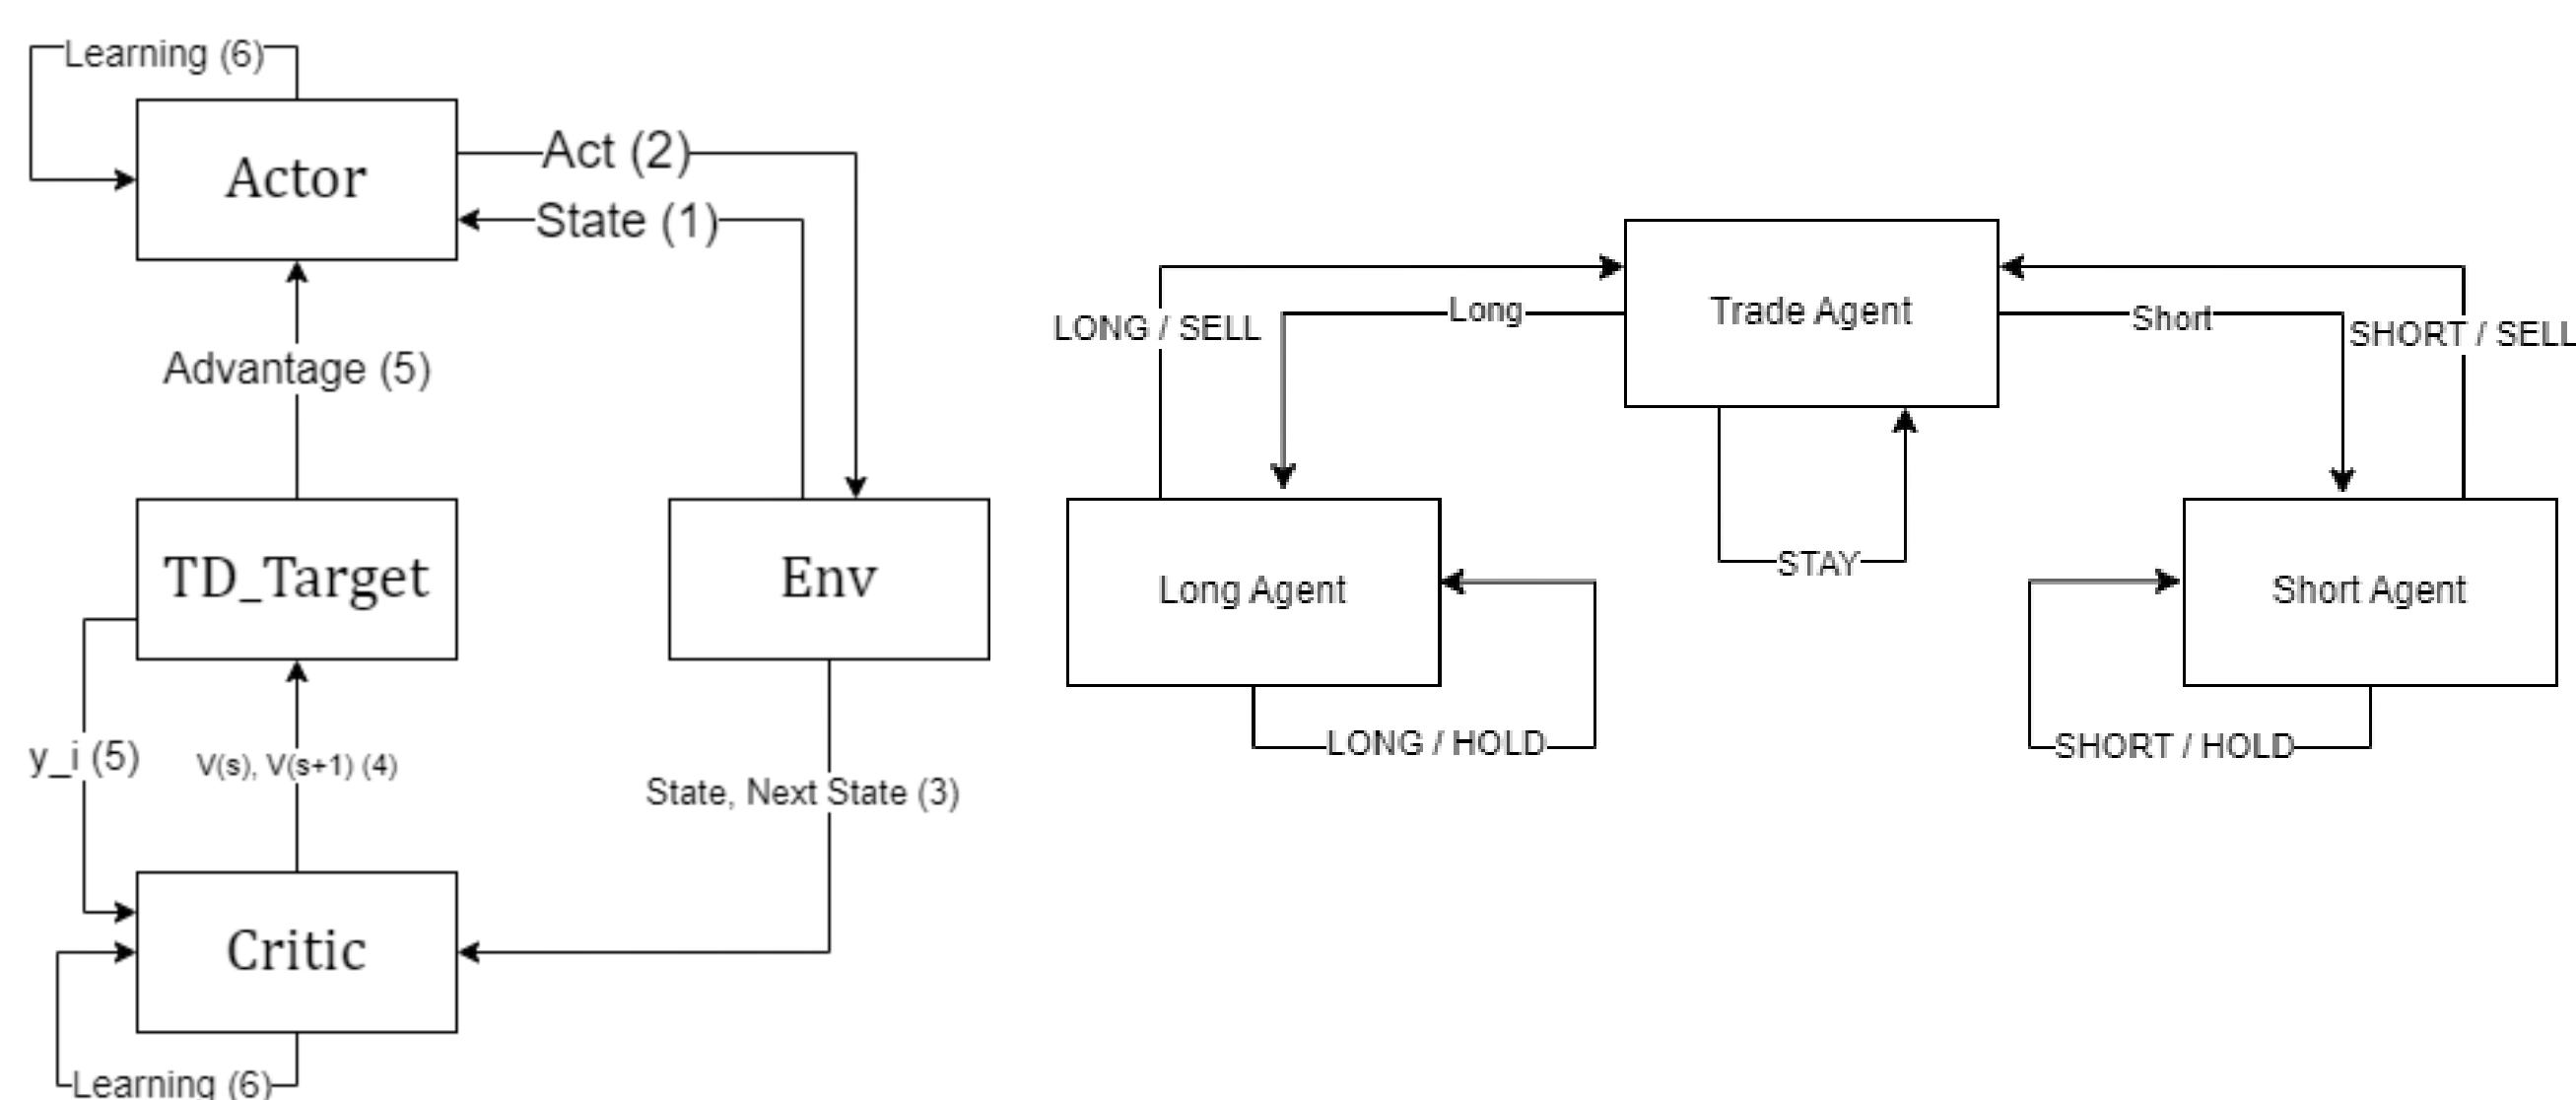 Learning (6)
Actor
Act (2)
State (1)
Advantage (5)
TD_Target
Env
y_i (5)
V(s), V(s+1) (4)
State, Next State (3)
Critic
Learning (6)
Trade Agent
LONG / SELL
Long
Short
SHORT / SELL
STAY
Long Agent
Short Agent
LONG / HOLD
SHORT / HOLD